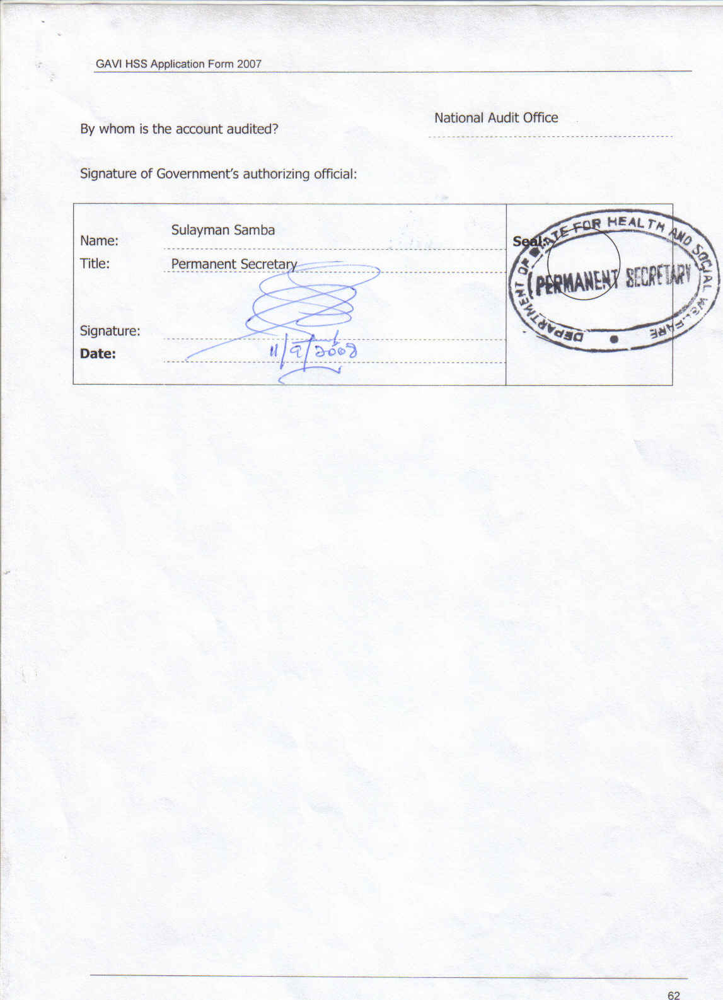 GAVI HSS Application Form 2007
By whom is the account audited?
National Audit Office
Signature of Government's authorizing official:
Name:
Sulayman Samba
Title:
Permanent Secretary
Signature:
Date:
11/9/2008
Seal:
DEPARTMENT OF STATE FOR HEALTH AND SOCIAL WELFARE
PERMANENT SECRETARY
62